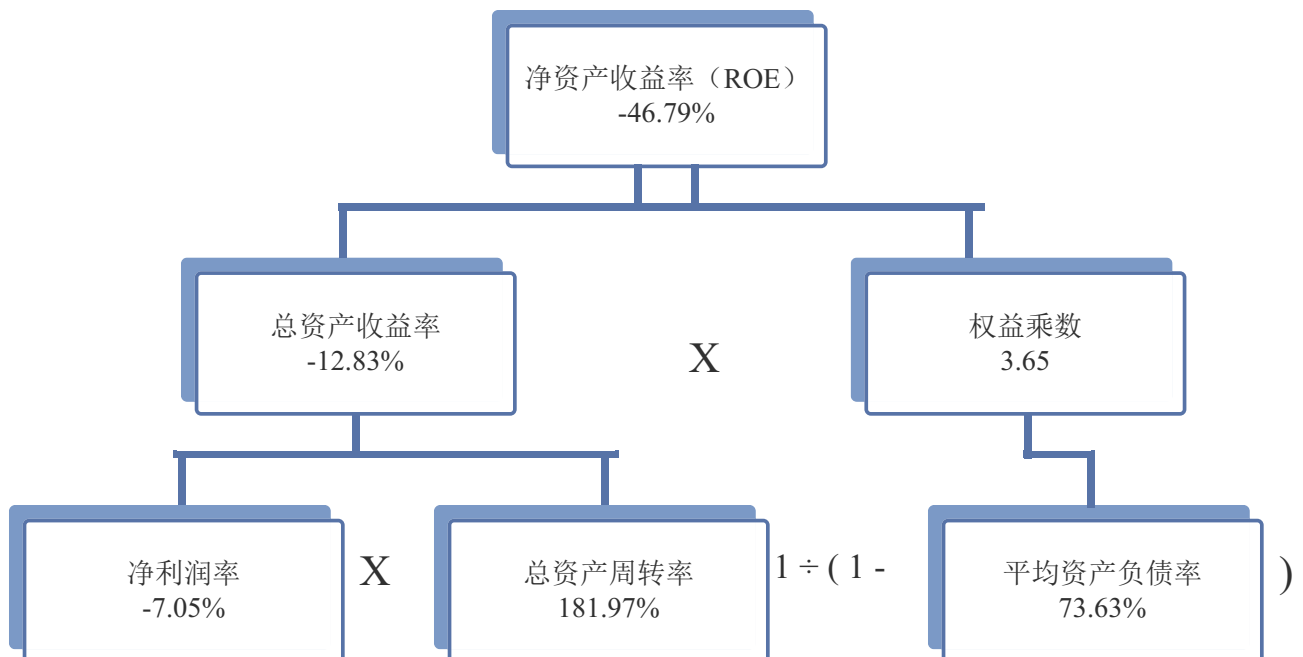 净资产收益率（ROE）
-46.79%
总资产收益率
-12.83%
X
权益乘数
3.65
净利润率
-7.05%
X
总资产周转率
181.97%
1 ÷ ( 1 -
平均资产负债率
73.63%
)